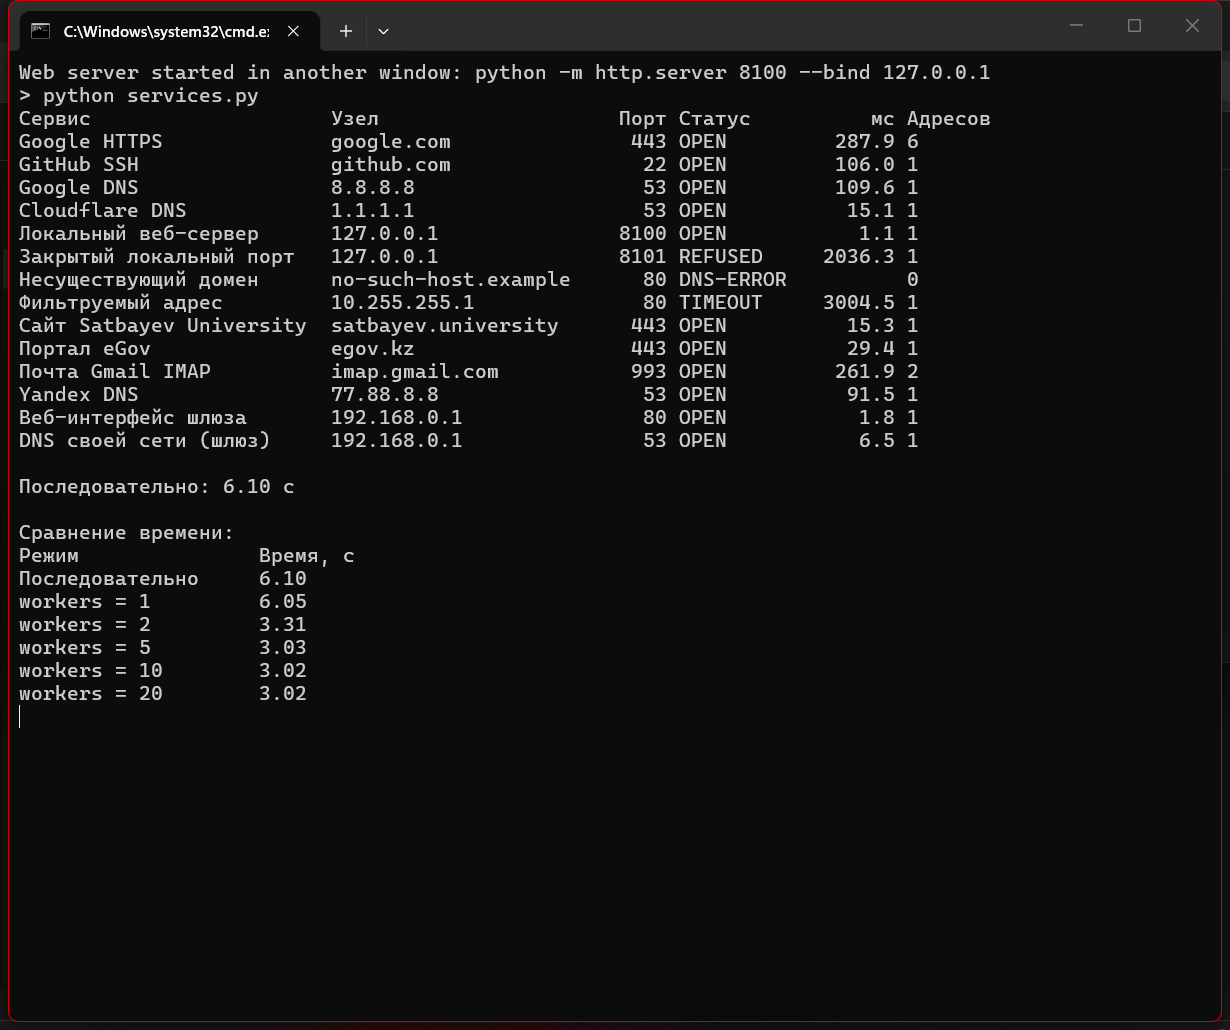 C:\Windows\system32\cmd.e:
Web server started in another window: python -m http.server 8100 --bind 127.0.0.1
> python services.py
Сервис Узел Порт Статус мс Адресов
Google HTTPS google.com 443 OPEN 287.9 6
GitHub SSH github.com 22 OPEN 106.0 1
Google DNS 8.8.8.8 53 OPEN 109.6 1
Cloudflare DNS 1.1.1.1 53 OPEN 15.1 1
Локальный веб-сервер 127.0.0.1 8100 OPEN 1.1 1
Закрытый локальный порт 127.0.0.1 8101 REFUSED 2036.3 1
Несуществующий домен no-such-host.example 80 DNS-ERROR 0
Фильтруемый адрес 10.255.255.1 80 TIMEOUT 3004.5 1
Сайт Satbayev University satbayev.university 443 OPEN 15.3 1
Портал eGov egov.kz 443 OPEN 29.4 1
Почта Gmail IMAP imap.gmail.com 993 OPEN 261.9 2
Yandex DNS 77.88.8.8 53 OPEN 91.5 1
Веб-интерфейс шлюза 192.168.0.1 80 OPEN 1.8 1
DNS своей сети (шлюз) 192.168.0.1 53 OPEN 6.5 1
Последовательно: 6.10 с
Сравнение времени:
Режим Время, с
Последовательно 6.10
workers = 1 6.05
workers = 2 3.31
workers = 5 3.03
workers = 10 3.02
workers = 20 3.02